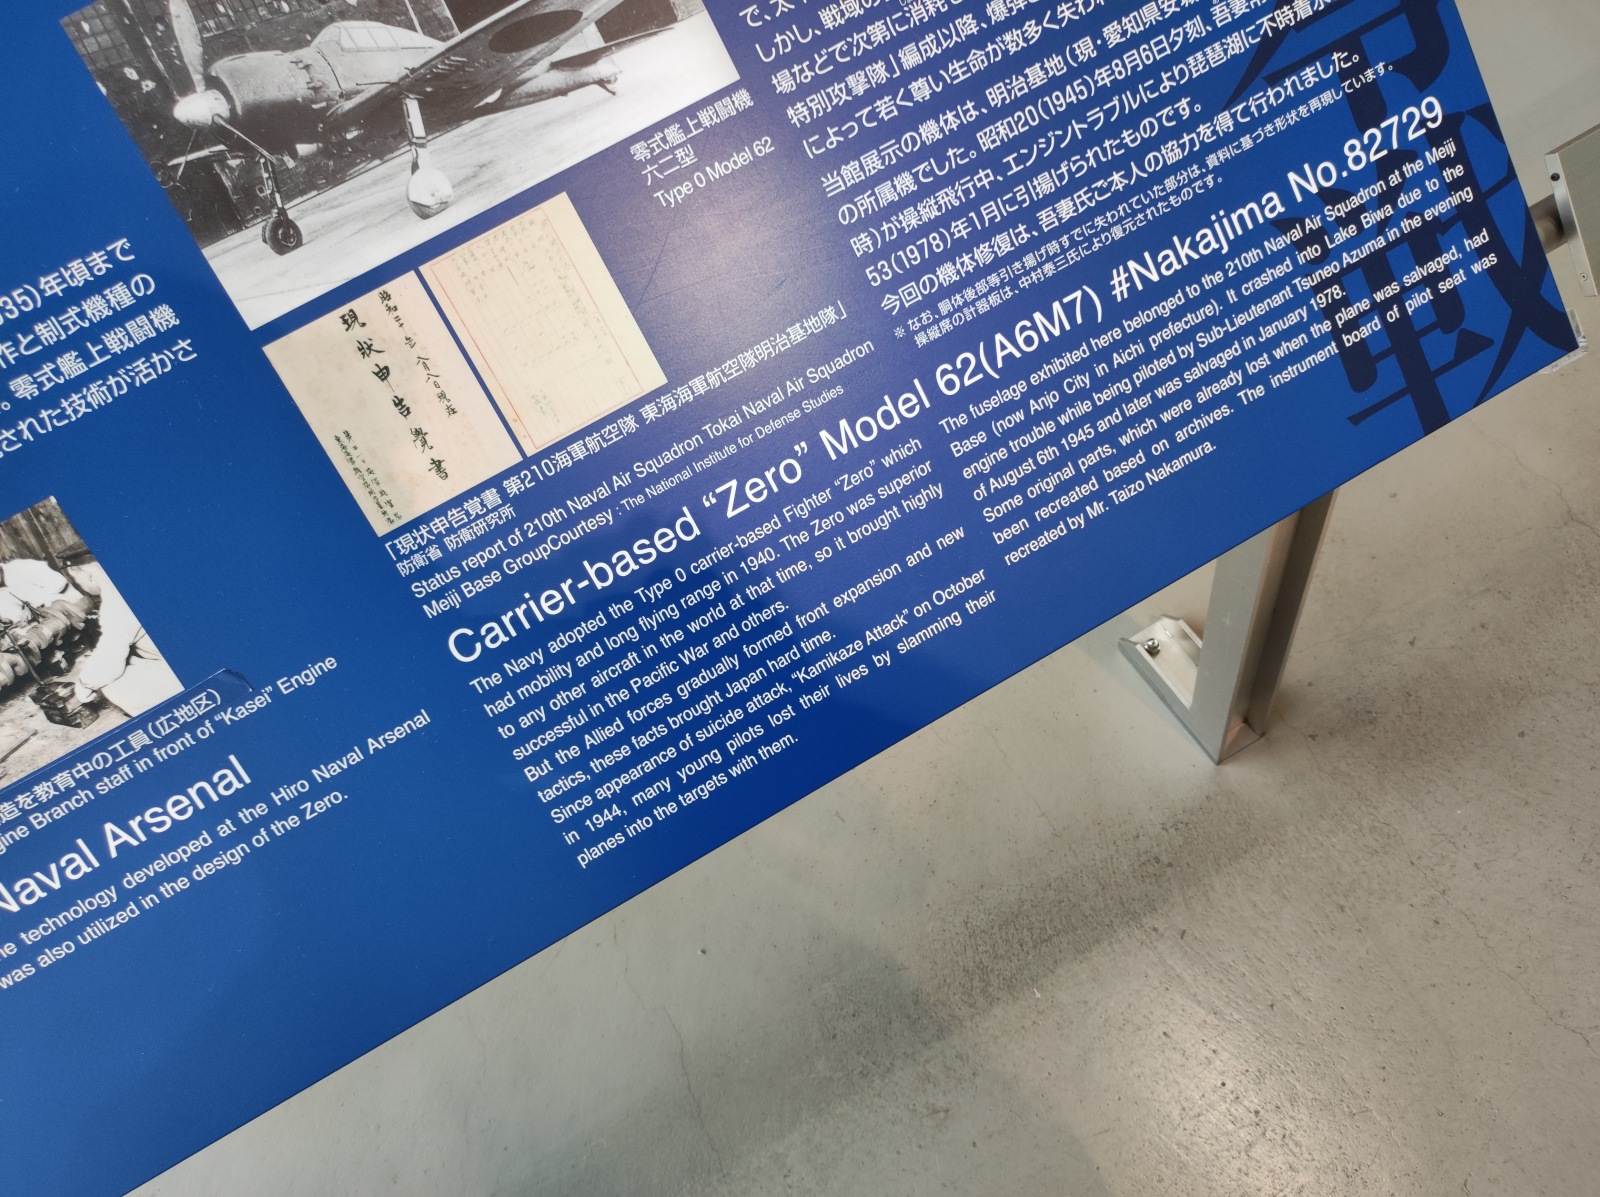 35)年頃まで
作と制式機種の
零式艦上戦闘機
された技術が活かさ
造を教育中の工員(広地区)
gine Branch staff in front of “Kasei” Engine
Naval Arsenal
he technology developed at the Hiro Naval Arsenal
was also utilized in the design of the Zero.
零式艦上戦闘機
六二型
Type 0 Model 62
現状申告覺書
「現状申告覚書 第210海軍航空隊 東海海軍航空隊明治基地隊」
防衛省 防衛研究所
Status report of 210th Naval Air Squadron Tokai Naval Air Squadron
Meiji Base GroupCourtesy : The National Institute for Defense Studies
しかし、戦域の
場などで次第に消耗
特別攻撃隊」編成以降、爆弾
によって若く尊い生命が数多く失わ
当館展示の機体は、明治基地(現・愛知県安城
の所属機でした。昭和20(1945)年8月6日夕刻、吾妻
時)が操縦飛行中、エンジントラブルにより琵琶湖に不時着水
53(1978)年1月に引揚げられたものです。
今回の機体修復は、吾妻氏ご本人の協力を得て行われました。
※ なお、胴体後部等引き揚げ時すでに失われていた部分は、資料に基づき形状を再現しています。
操縦席の計器板は、中村泰三氏により復元されたものです。
Carrier-based “Zero” Model 62(A6M7) #Nakajima No.82729
The Navy adopted the Type 0 carrier-based Fighter “Zero” which
had mobility and long flying range in 1940. The Zero was superior
to any other aircraft in the world at that time, so it brought highly
successful in the Pacific War and others.
But the Allied forces gradually formed front expansion and new
tactics, these facts brought Japan hard time.
Since appearance of suicide attack, “Kamikaze Attack” on October
in 1944, many young pilots lost their lives by slamming their
planes into the targets with them.
The fuselage exhibited here belonged to the 210th Naval Air Squadron at the Meiji
Base (now Anjo City in Aichi prefecture). It crashed into Lake Biwa due to the
engine trouble while being piloted by Sub-Lieutenant Tsuneo Azuma in the evening
of August 6th 1945 and later was salvaged in January 1978.
Some original parts, which were already lost when the plane was salvaged, had
been recreated based on archives. The instrument board of pilot seat was
recreated by Mr. Taizo Nakamura.
零戦